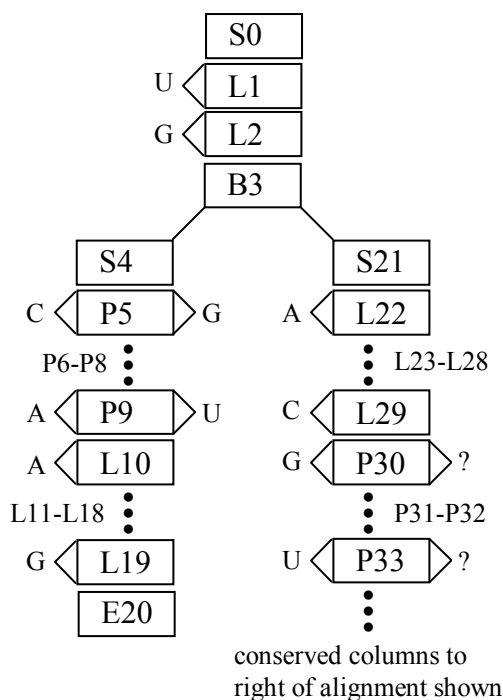 S0
U L1
G L2
B3
S4 S21
C P5 G A L22
P6-P8 L23-L28
A P9 U C L29
A L10 G P30 ?
L11-L18 P31-P32
G L19 U P33 ?
E20
conserved columns to
right of alignment shown